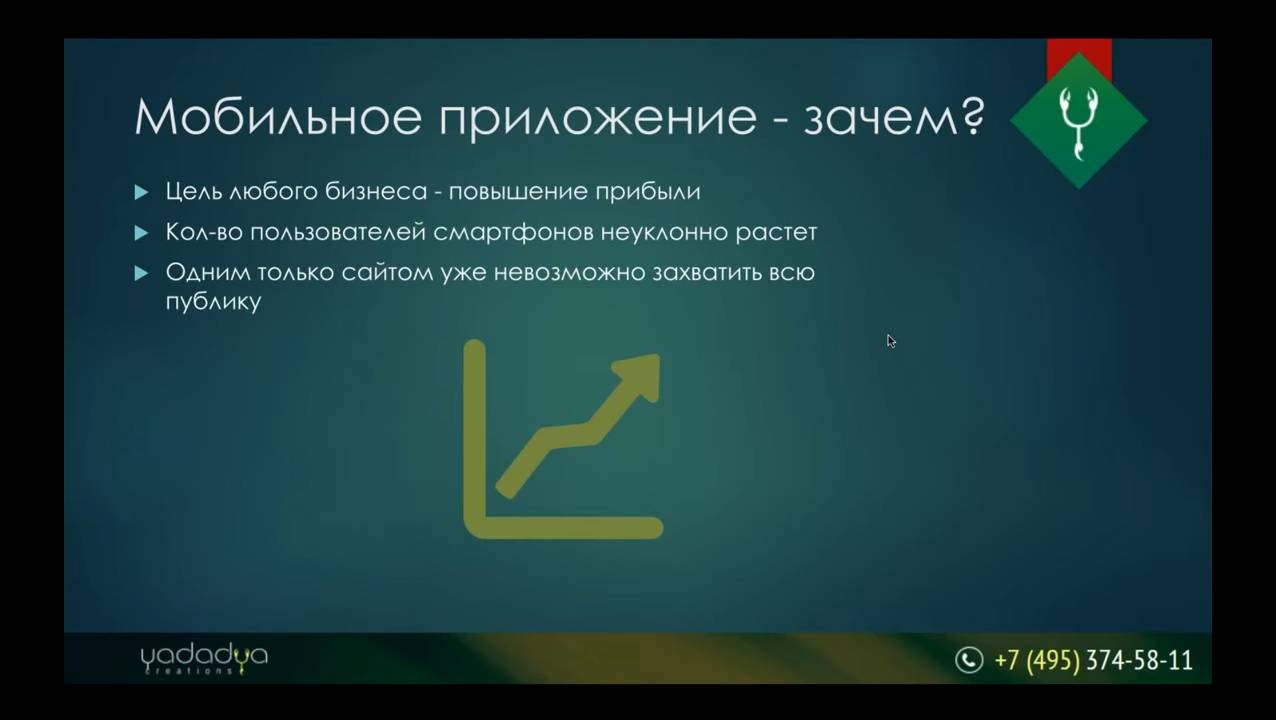 Мобильное приложение - зачем?
Цель любого бизнеса - повышение прибыли
Кол-во пользователей смартфонов неуклонно растет
Одним только сайтом уже невозможно захватить всю
публику
yadadya
creations
+7 (495) 374-58-11